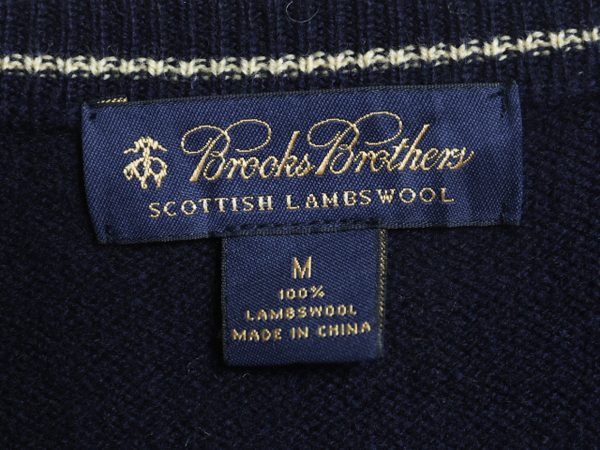 Brooks Brothers
SCOTTISH LAMBSWOOL
M
100%
LAMBSWOOL
MADE IN CHINA